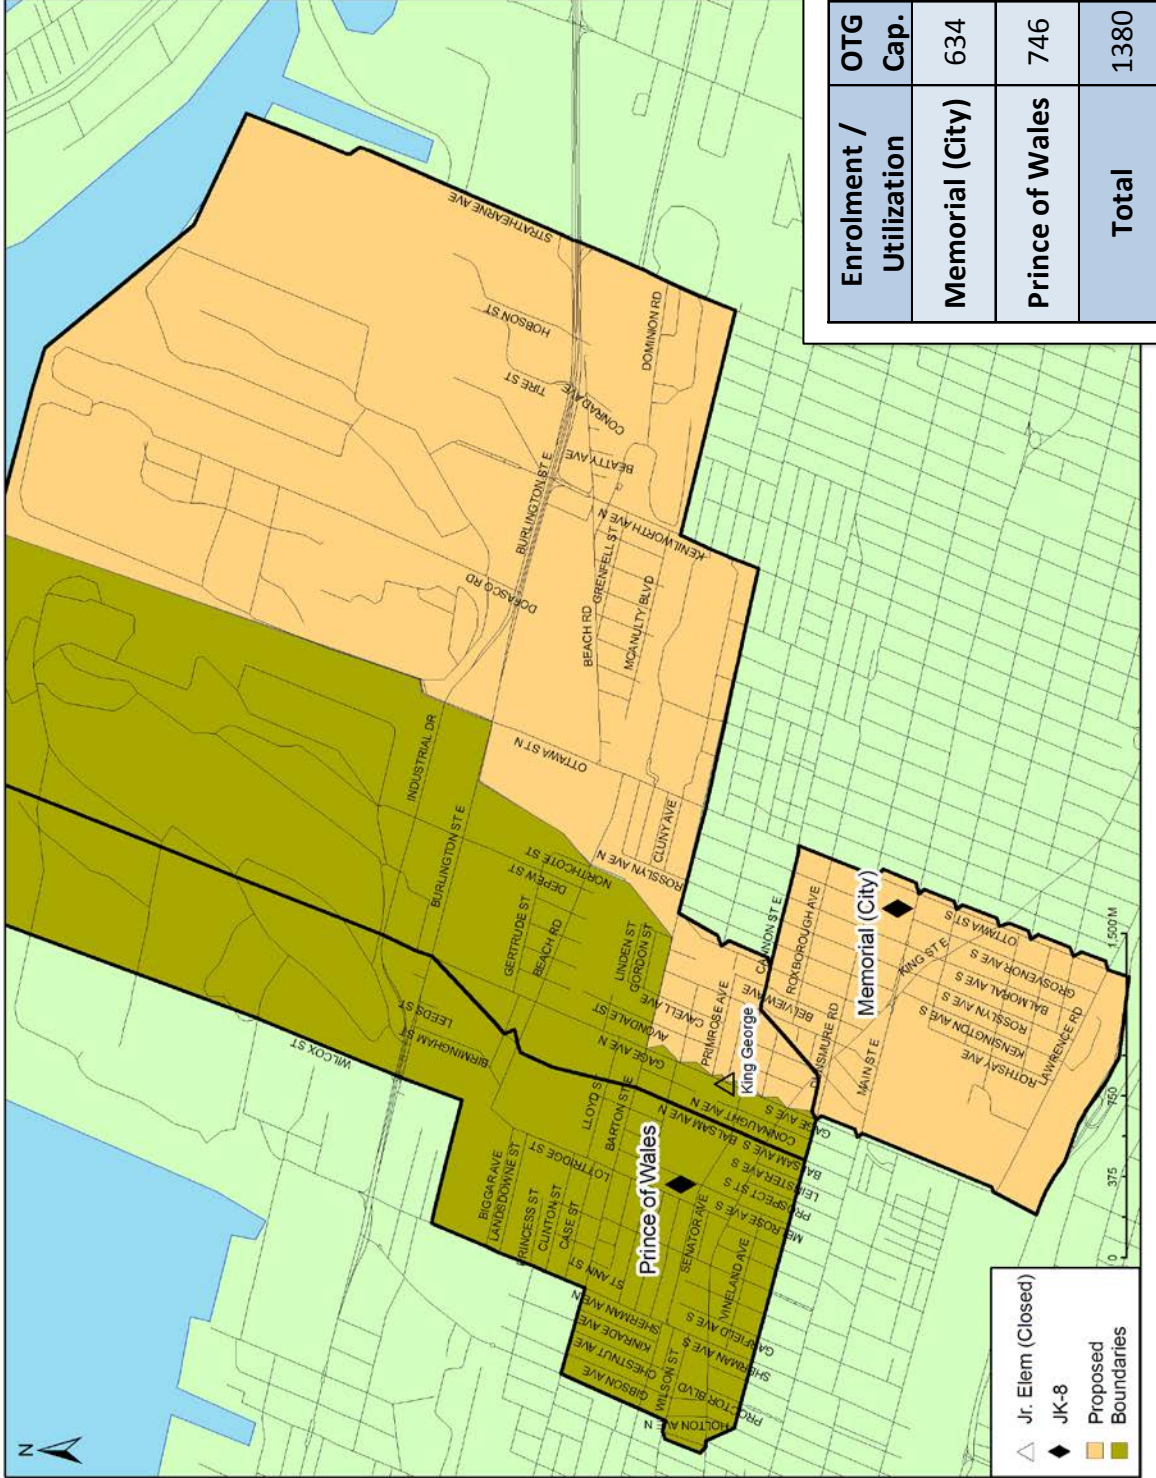 N
WILCOX ST
STRATHEARNE AVE
HOBSON ST
TIRE ST
CONRAD AVE
BEATTY AVE
DOMINION RD
BURLINGTON ST E
KENILWORTH AVE N
GRENFELL ST
BEACH RD
MCANULTY BLVD
DOFASCO RD
OTTAWA ST N
INDUSTRIAL DR
BURLINGTON ST E
CLUNY AVE
ROSSLYN AVE N
NORTHCOTE ST
DEPEW ST
GERTRUDE ST
BEACH RD
LINDEN ST
GORDON ST
CAVELL AVE
AVONDALE ST
GAGE AVE N
PRIMROSE AVE
CANNON ST E
BELVIEW AVE
ROXBOROUGH AVE
DUNSMURE RD
MAIN ST E
KING ST E
King George
Memorial (City)
OTTAWA ST S
GROSVENOR AVE S
BALMORAL AVE S
ROSSLYN AVE S
KENSINGTON AVE S
ROTHSAY AVE
LAWRENCE RD
LEEDS ST
BIRMINGHAM ST
LLOYD ST
BARTON ST E
LOTTRIDGE ST
BIGGAR AVE
LANDSDOWNE ST
PRINCESS ST
CLINTON ST
CASE ST
ST ANN ST
Prince of Wales
GAGE AVE S
CONNAUGHT AVE N
BALSAM AVE N
BALSAM AVE S
LEINSTER AVE S
PROSPECT ST S
MELROSE AVE S
SENATOR AVE
VINELAND AVE
GARFIELD AVE S
SHERMAN AVE S
SHERMAN AVE N
KINRADE AVE
CHESTNUT AVE
GIBSON AVE
WILSON ST
PROCTOR BLVD
HOLTON AVE N
0 375 750 1,500 M
Jr. Elem (Closed)
JK-8
Proposed
Boundaries
Enrolment / Utilization
OTG Cap.
Memorial (City) 634
Prince of Wales 746
Total 1380